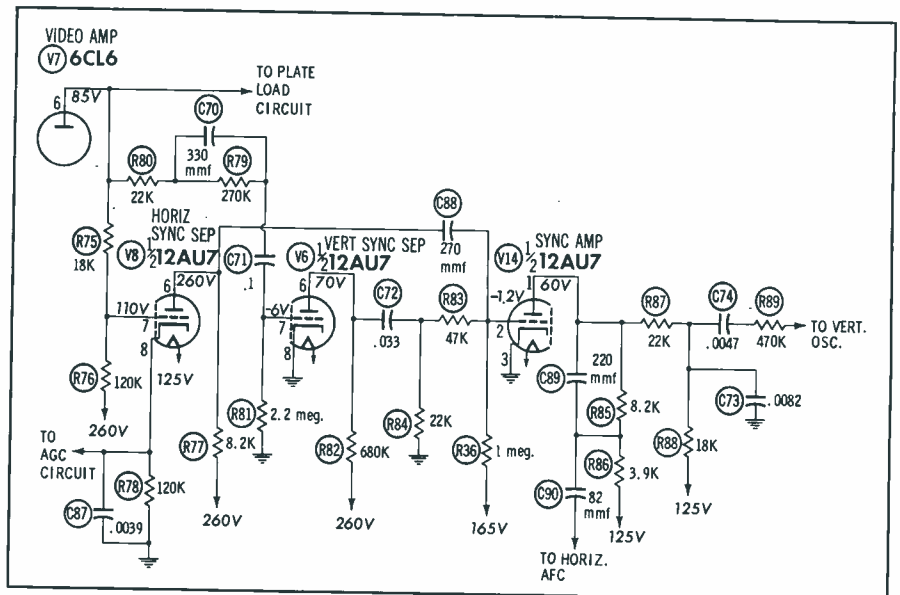 VIDEO AMP
V7 6CL6
6
85V
TO PLATE
LOAD
CIRCUIT
C70
330
mmf
R80
22K
R79
270K
R75
18K
HORIZ
SYNC SEP
V8 ½ 12AU7
6
260V
110V
7
8
125V
C71
.1
VERT SYNC SEP
V6 ½ 12AU7
6
70V
-6V
7
8
C88
270
mmf
SYNC AMP
V14 ½ 12AU7
1
60V
-1.2V
2
3
C72
.033
R83
47K
R87
22K
C74
.0047
R89
470K
TO VERT.
OSC.
R76
120K
260V
TO
AGC
CIRCUIT
C87
.0039
R78
120K
R77
8.2K
260V
R81
2.2 meg.
R82
680K
260V
R84
22K
R36
1 meg.
165V
C89
220
mmf
R85
8.2K
R86
3.9K
125V
C90
82
mmf
TO HORIZ.
AFC
R88
18K
125V
C73
.0082